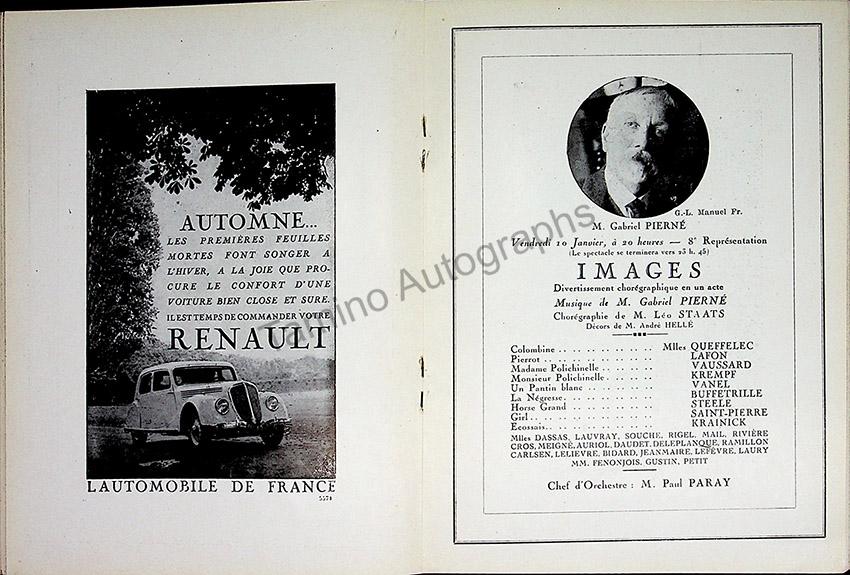 AUTOMNE...
LES PREMIÈRES FEUILLES
MORTES FONT SONGER A
L'HIVER, A LA JOIE QUE PRO-
CURE LE CONFORT D'UNE
VOITURE BIEN CLOSE ET SURE.
IL EST TEMPS DE COMMANDER VOTRE
RENAULT
L'AUTOMOBILE DE FRANCE
5571
G.-L. Manuel Fr.
M. Gabriel PIERNÉ
Vendredi 10 Janvier, à 20 heures — 8e Représentation
(Le spectacle se terminera vers 23 h. 45)
IMAGES
Divertissement chorégraphique en un acte
Musique de M. Gabriel PIERNÉ
Chorégraphie de M. Léo STAATS
Décors de M. André HELLÉ
Colombine . . . . . . . . . . . . Mlles QUEFFELEC
Pierrot . . . . . . . . . . . . . LAFON
Madame Polichinelle . . . . . . . VAUSSARD
Monsieur Polichinelle . . . . . . KREMPF
Un Pantin blanc . . . . . . . . . VANEL
La Négresse . . . . . . . . . . . BUFFETRILLE
Horse Grand . . . . . . . . . . . STEELE
Girl . . . . . . . . . . . . . . SAINT-PIERRE
Ecossais . . . . . . . . . . . . KRAINICK
Mlles DASSAS, LAUVRAY, SOUCHE, RIGEL, MAIL, RIVIÈRE
CROS, MEIGNÉ, AURIOL, DAUDET, DELEPLANQUE, RAMILLON
CARLSEN, LELIEVRE, BIDARD, JEANMAIRE, LEFÈVRE, LAURY
MM. FENONJOIS, GUSTIN, PETIT
Chef d'Orchestre : M. Paul PARAY
Tamino Autographs